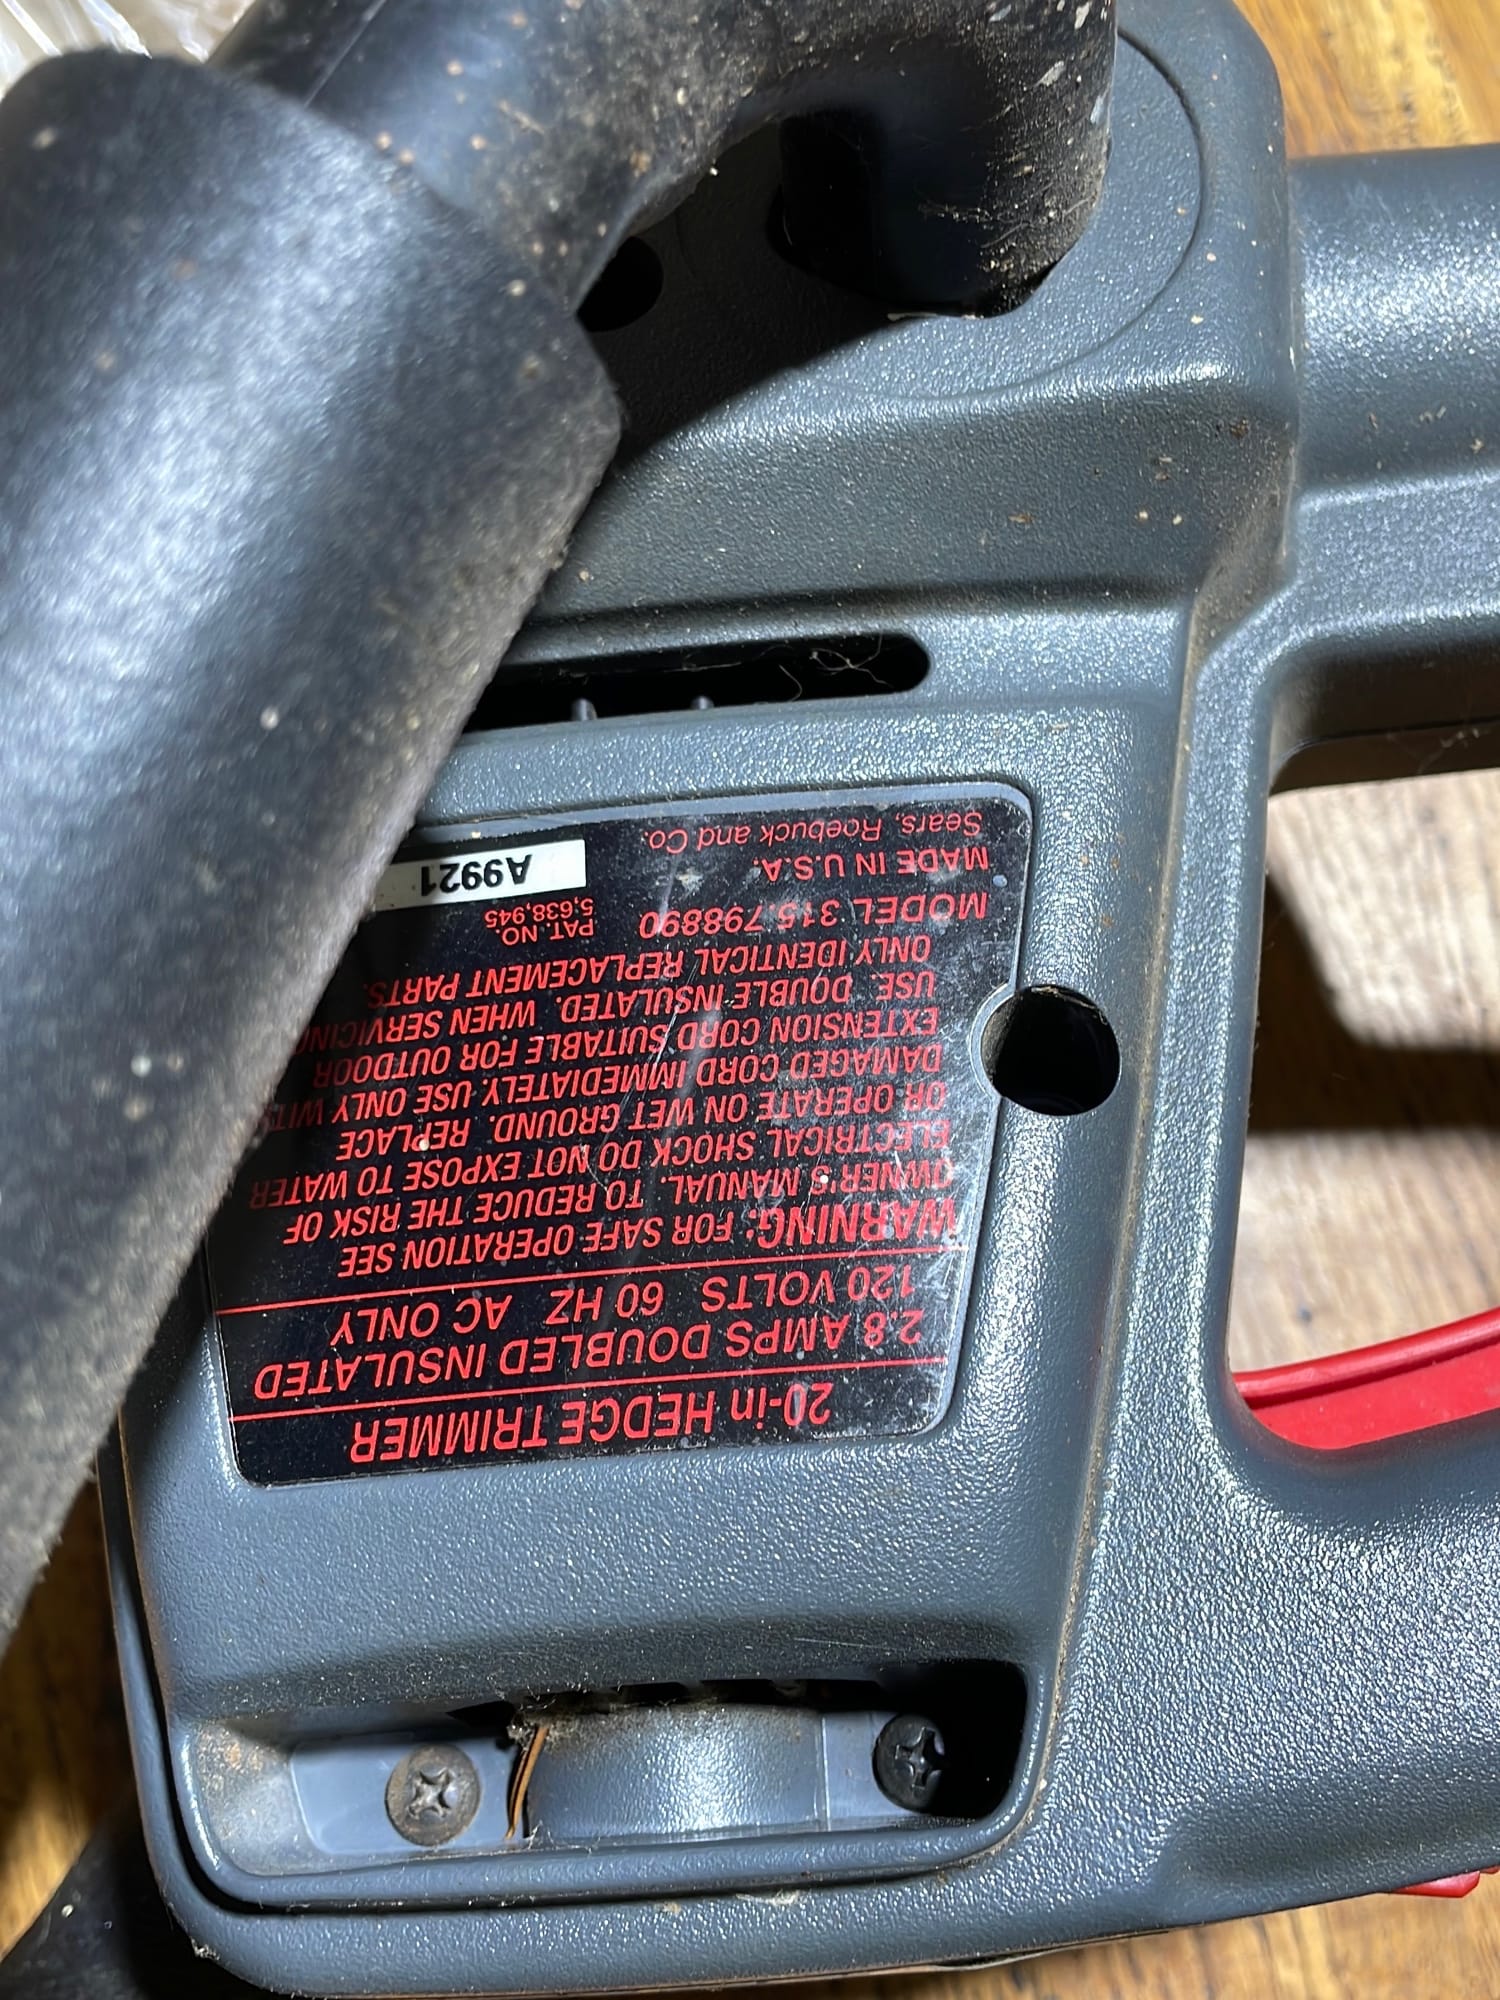 20-in HEDGE TRIMMER
2.8 AMPS DOUBLED INSULATED
120 VOLTS 60 HZ AC ONLY
WARNING: FOR SAFE OPERATION SEE
OWNER'S MANUAL. TO REDUCE THE RISK OF
ELECTRICAL SHOCK DO NOT EXPOSE TO WATER
OR OPERATE ON WET GROUND. REPLACE
DAMAGED CORD IMMEDIATELY. USE ONLY WITH
EXTENSION CORD SUITABLE FOR OUTDOOR
USE. DOUBLE INSULATED. WHEN SERVICING
ONLY IDENTICAL REPLACEMENT PARTS.
MODEL 315.798890
PAT. NO.
5,638,945
MADE IN U.S.A.
Sears, Roebuck and Co.
A9921